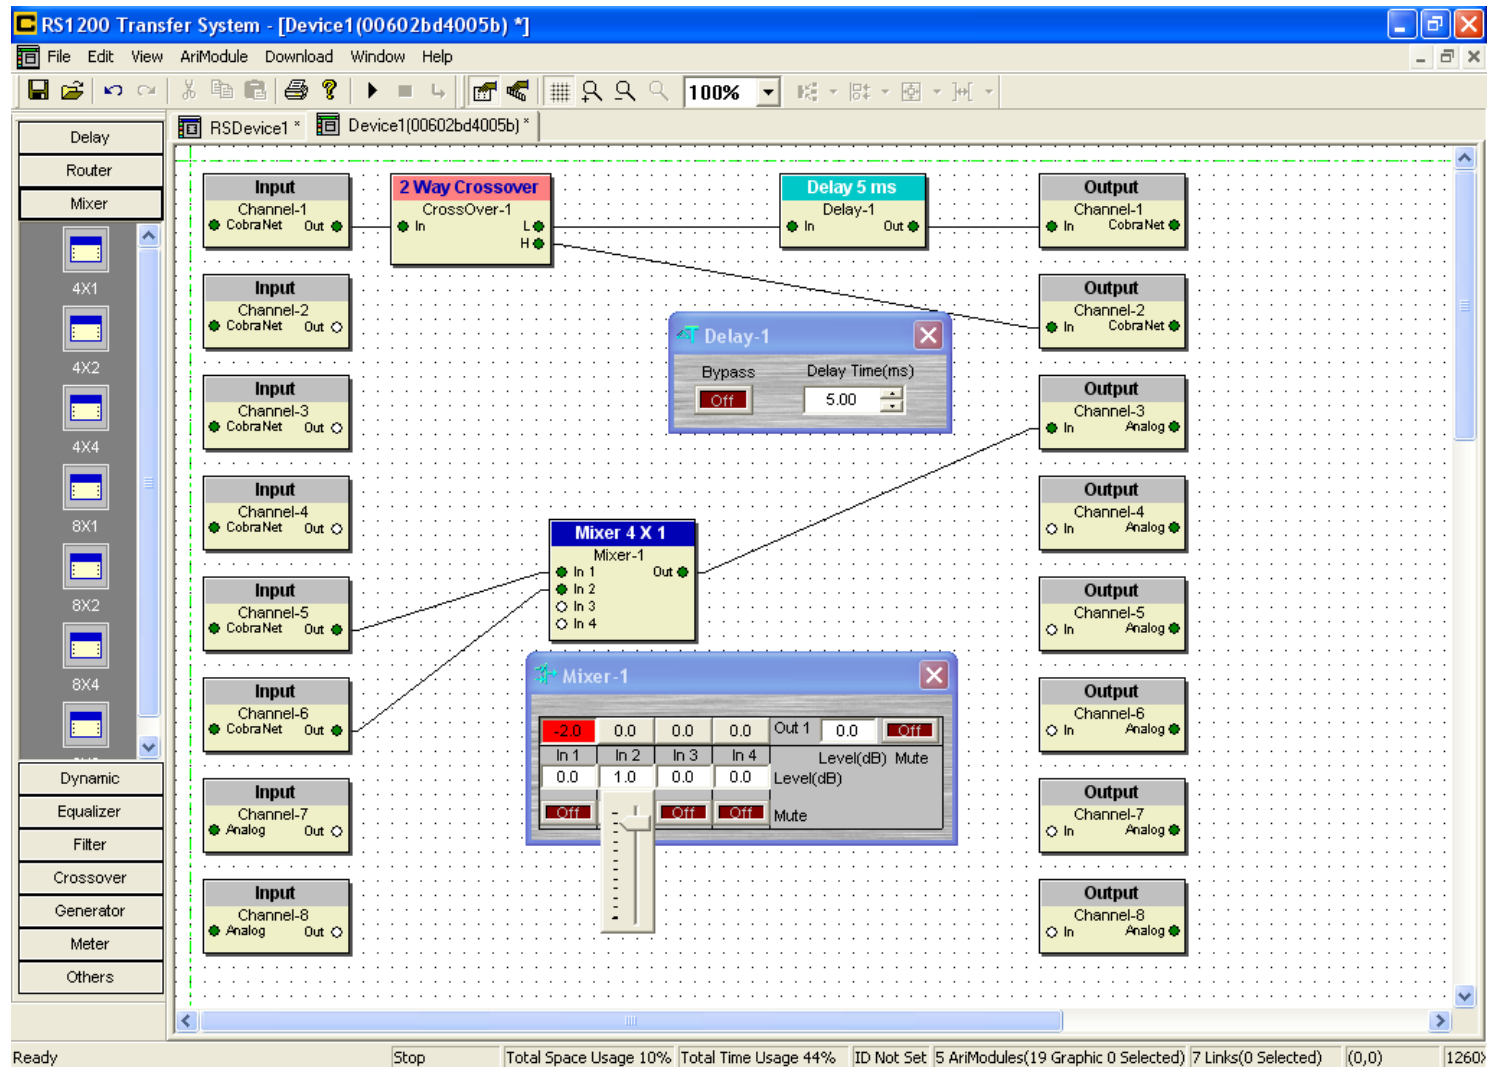 RS1200 Transfer System - [Device1(00602bd4005b) *]
File Edit View AriModule Download Window Help
100%
RSDevice1 * Device1(00602bd4005b) *
Delay
Router
Mixer
4X1
4X2
4X4
8X1
8X2
8X4
Dynamic
Equalizer
Filter
Crossover
Generator
Meter
Others
Input
Channel-1
CobraNet Out
2 Way Crossover
CrossOver-1
In L
H
Delay 5 ms
Delay-1
In Out
Output
Channel-1
In CobraNet
Input
Channel-2
CobraNet Out
Output
Channel-2
In CobraNet
Delay-1
Bypass Delay Time(ms)
Off 5.00
Input
Channel-3
CobraNet Out
Output
Channel-3
In Analog
Input
Channel-4
CobraNet Out
Output
Channel-4
In Analog
Mixer 4 X 1
Mixer-1
In 1 Out
In 2
In 3
In 4
Input
Channel-5
CobraNet Out
Output
Channel-5
In Analog
Input
Channel-6
CobraNet Out
Output
Channel-6
In Analog
Mixer-1
-2.0 0.0 0.0 0.0 Out 1 0.0 Off
In 1 In 2 In 3 In 4 Level(dB) Mute
0.0 1.0 0.0 0.0 Level(dB)
Off Off Off Mute
Input
Channel-7
Analog Out
Output
Channel-7
In Analog
Input
Channel-8
Analog Out
Output
Channel-8
In Analog
Ready Stop Total Space Usage 10% Total Time Usage 44% ID Not Set 5 AriModules(19 Graphic 0 Selected) 7 Links(0 Selected) (0,0) 1260